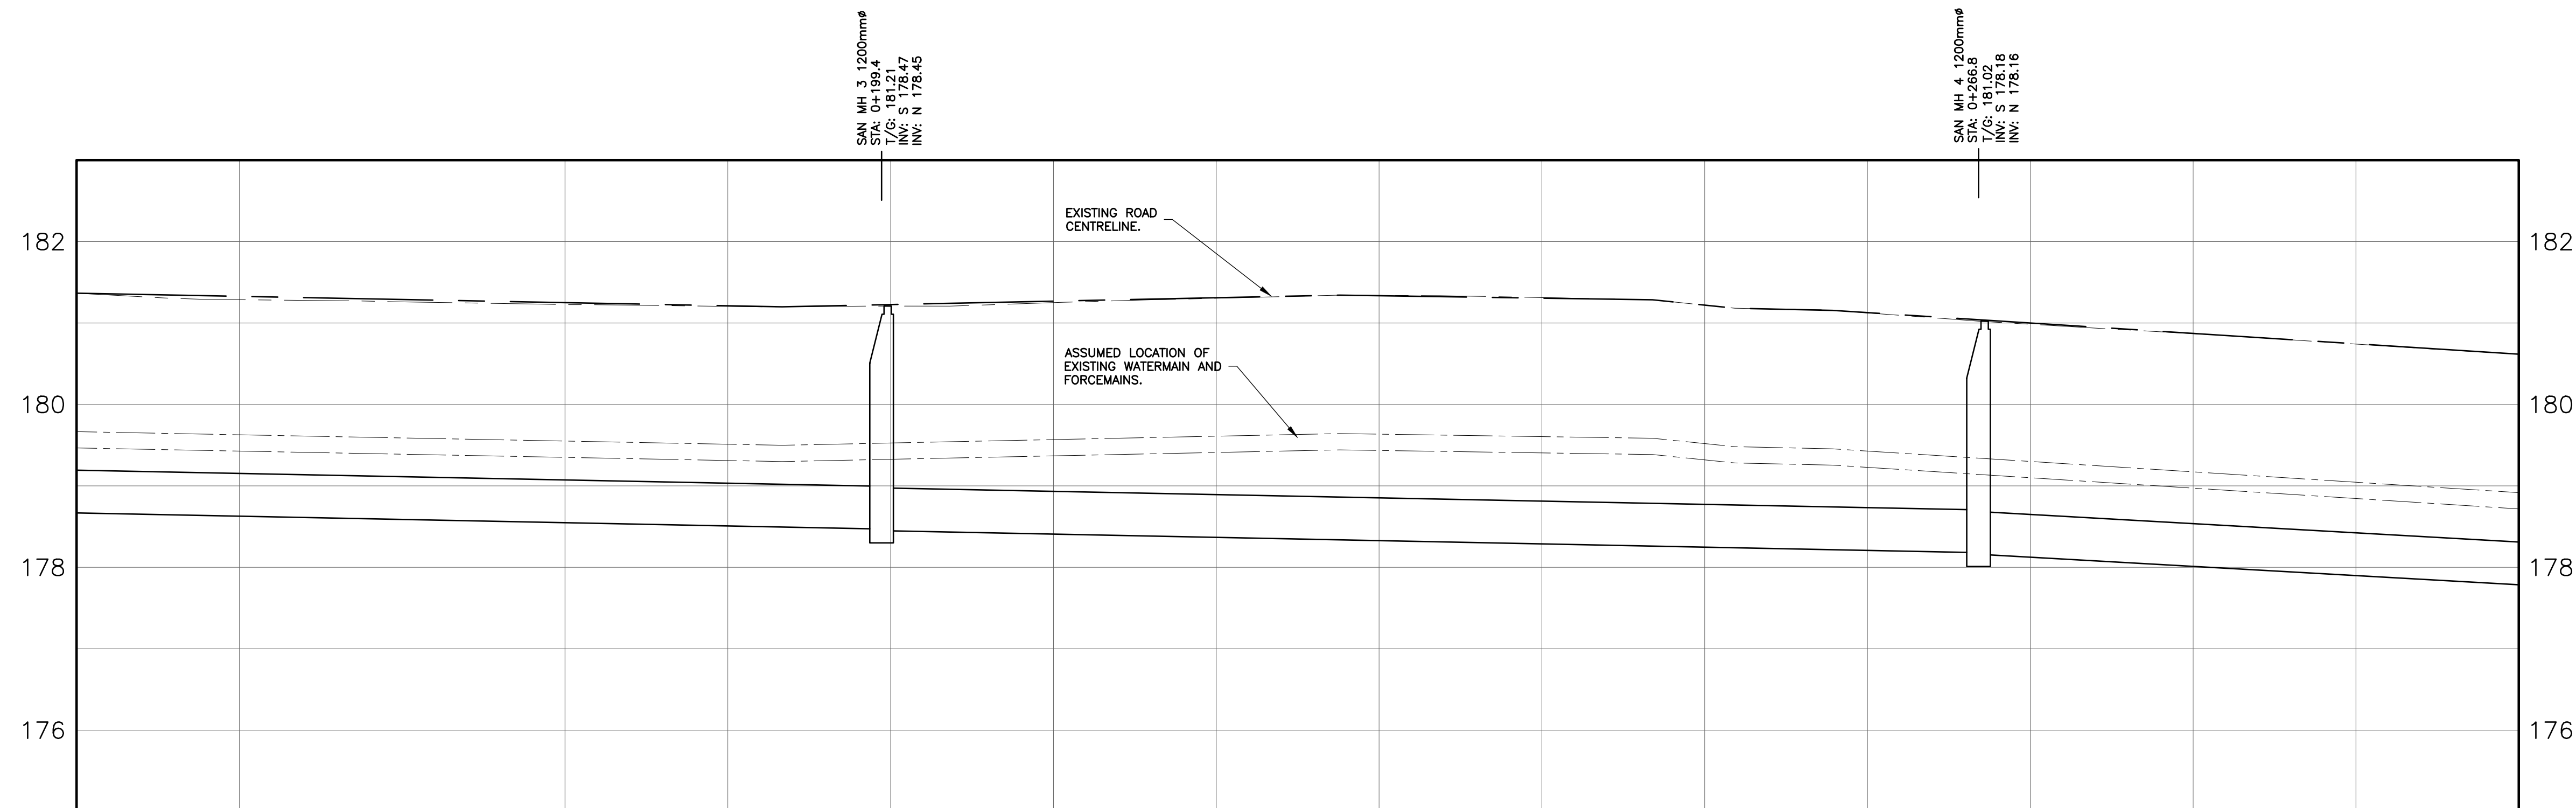 SAN MH 3 1200mmø
STA: 0+199.4
T/G: 181.21
INV: S 178.47
INV: N 178.45
SAN MH 4 1200mmø
STA: 0+266.8
T/G: 181.02
INV: S 178.18
INV: N 178.16
EXISTING ROAD
CENTRELINE.
182
182
ASSUMED LOCATION OF
EXISTING WATERMAIN AND
FORCEMAINS.
180
180
178
178
176
176